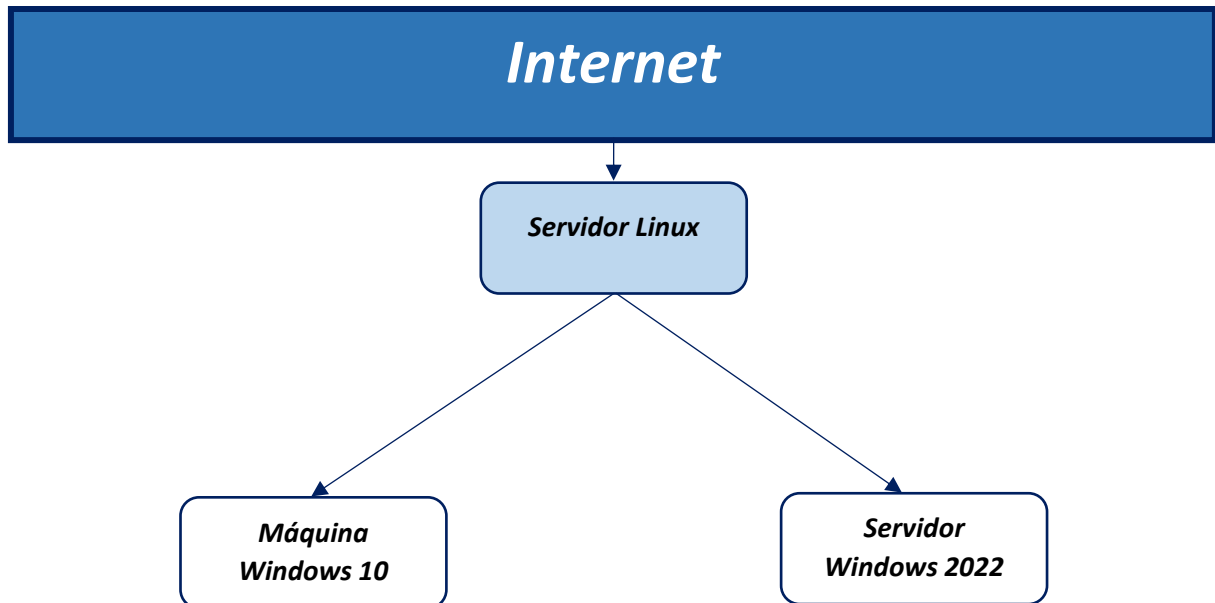 Internet
Servidor Linux
Máquina
Windows 10
Servidor
Windows 2022